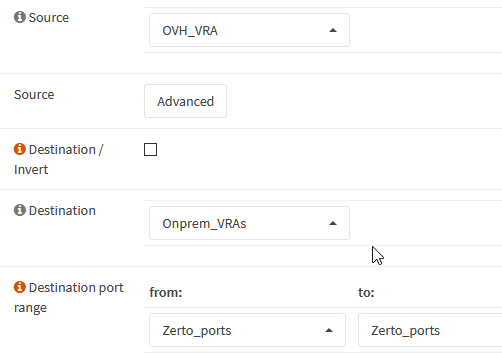 Source
OVH_VRA
Source
Advanced
Destination /
Invert
Destination
Onprem_VRAs
Destination port
range
from:
to:
Zerto_ports
Zerto_ports